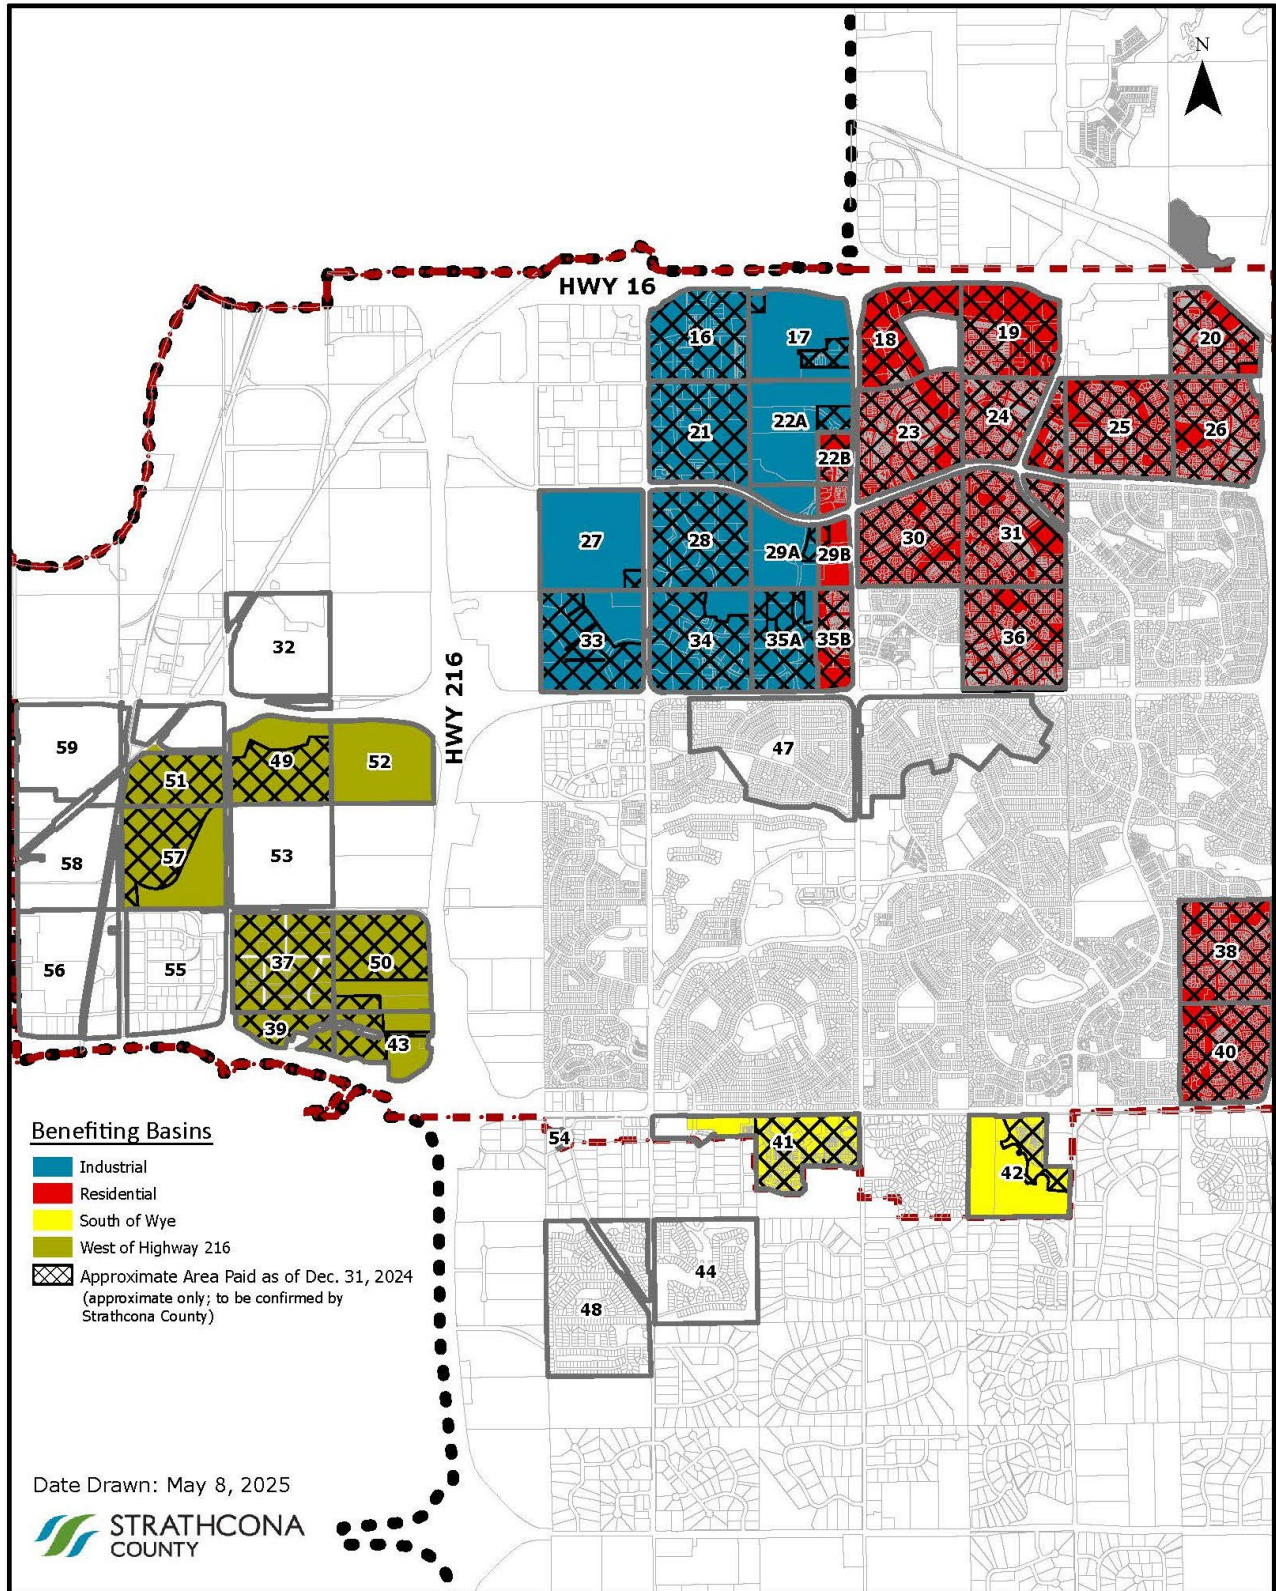 N
HWY 16
16
17
18
19
20
21
22A
22B
23
24
25
26
27
28
29A
29B
30
31
32
33
34
35A
35B
36
HWY 216
47
59
51
49
52
58
57
53
56
55
37
50
39
43
38
40
54
41
42
44
48
Benefiting Basins
Industrial
Residential
South of Wye
West of Highway 216
Approximate Area Paid as of Dec. 31, 2024
(approximate only; to be confirmed by
Strathcona County)
Date Drawn: May 8, 2025
STRATHCONA
COUNTY